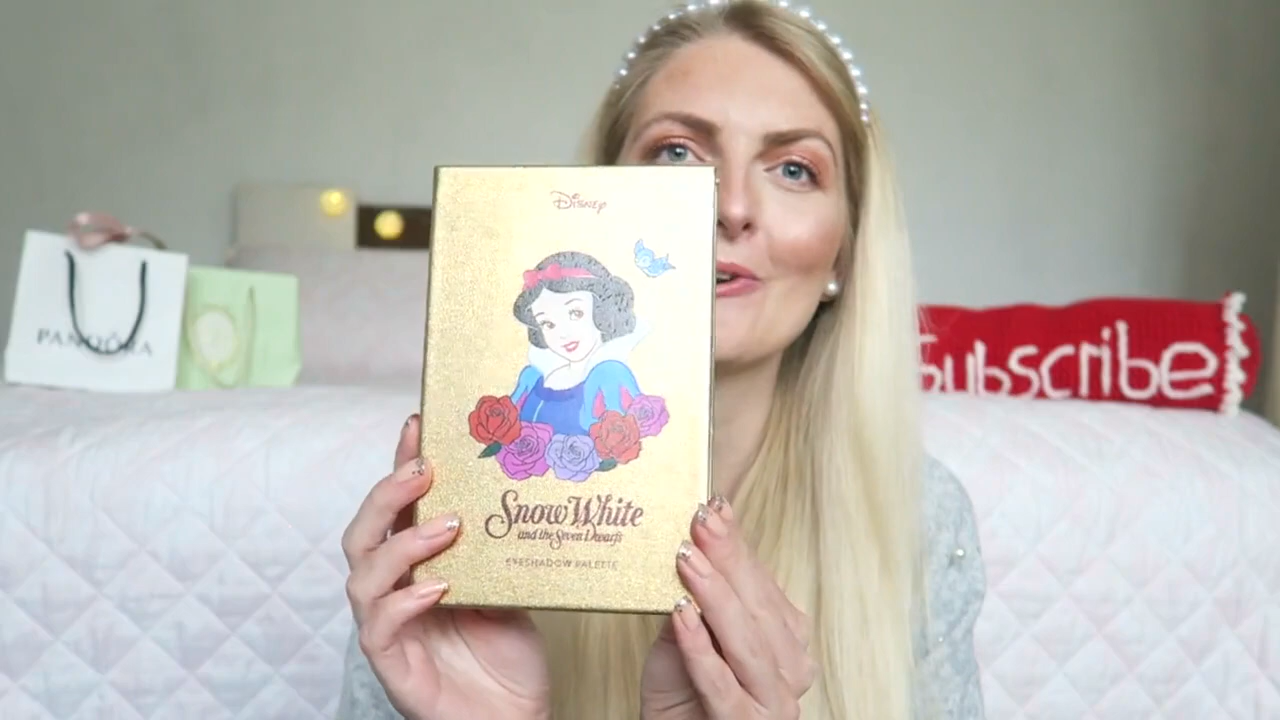 Disney
Snow White
and the Seven Dwarfs
EYESHADOW PALETTE
PANDORA
Subscribe